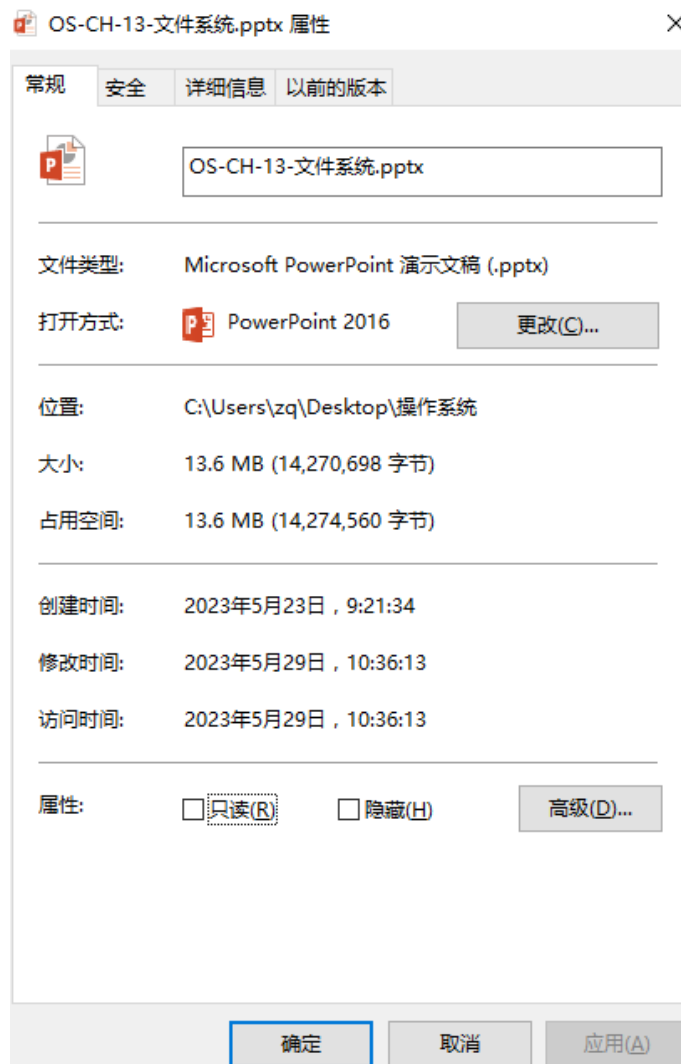 OS-CH-13-文件系统.pptx 属性
常规 安全 详细信息 以前的版本
OS-CH-13-文件系统.pptx
文件类型: Microsoft PowerPoint 演示文稿 (.pptx)
打开方式: PowerPoint 2016 更改(C)...
位置: C:\Users\zq\Desktop\操作系统
大小: 13.6 MB (14,270,698 字节)
占用空间: 13.6 MB (14,274,560 字节)
创建时间: 2023年5月23日，9:21:34
修改时间: 2023年5月29日，10:36:13
访问时间: 2023年5月29日，10:36:13
属性: 只读(R) 隐藏(H) 高级(D)...
确定 取消 应用(A)